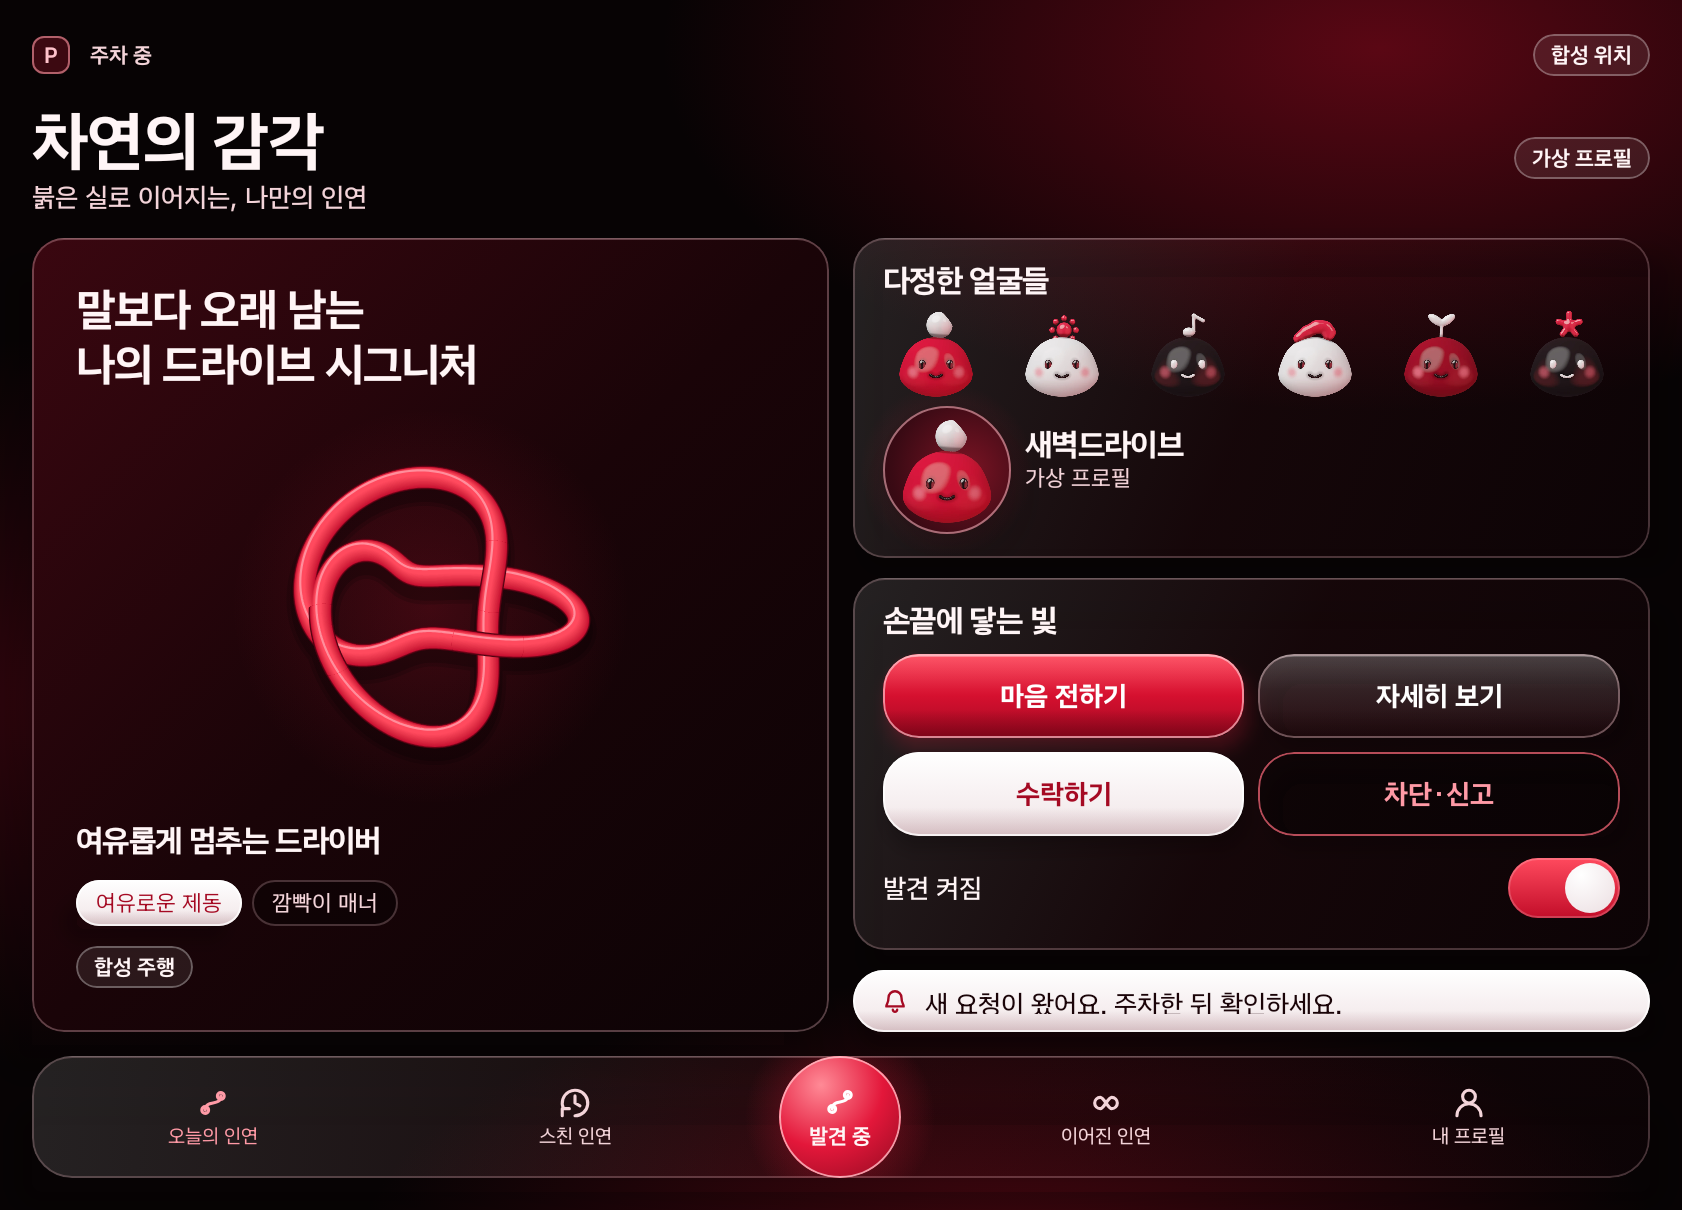 P 주차 중
합성 위치
차연의 감각
가상 프로필
붉은 실로 이어지는, 나만의 인연
말보다 오래 남는
나의 드라이브 시그니처
여유롭게 멈추는 드라이버
여유로운 제동
깜빡이 매너
합성 주행
다정한 얼굴들
새벽드라이브
가상 프로필
손끝에 닿는 빛
마음 전하기
자세히 보기
수락하기
차단·신고
발견 켜짐
새 요청이 왔어요. 주차한 뒤 확인하세요.
오늘의 인연
스친 인연
발견 중
이어진 인연
내 프로필